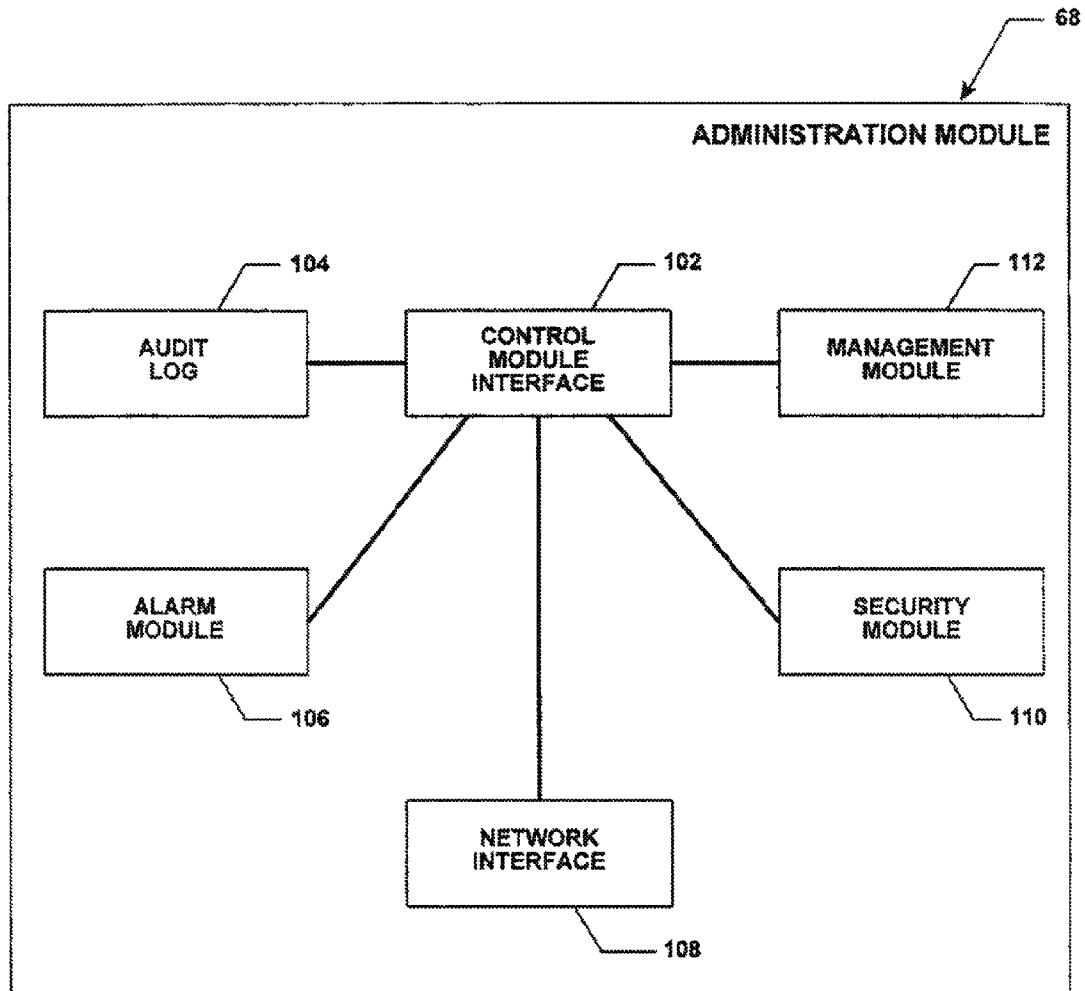 68
ADMINISTRATION MODULE
104
102
112
AUDIT
LOG
CONTROL
MODULE
INTERFACE
MANAGEMENT
MODULE
ALARM
MODULE
SECURITY
MODULE
106
110
NETWORK
INTERFACE
108